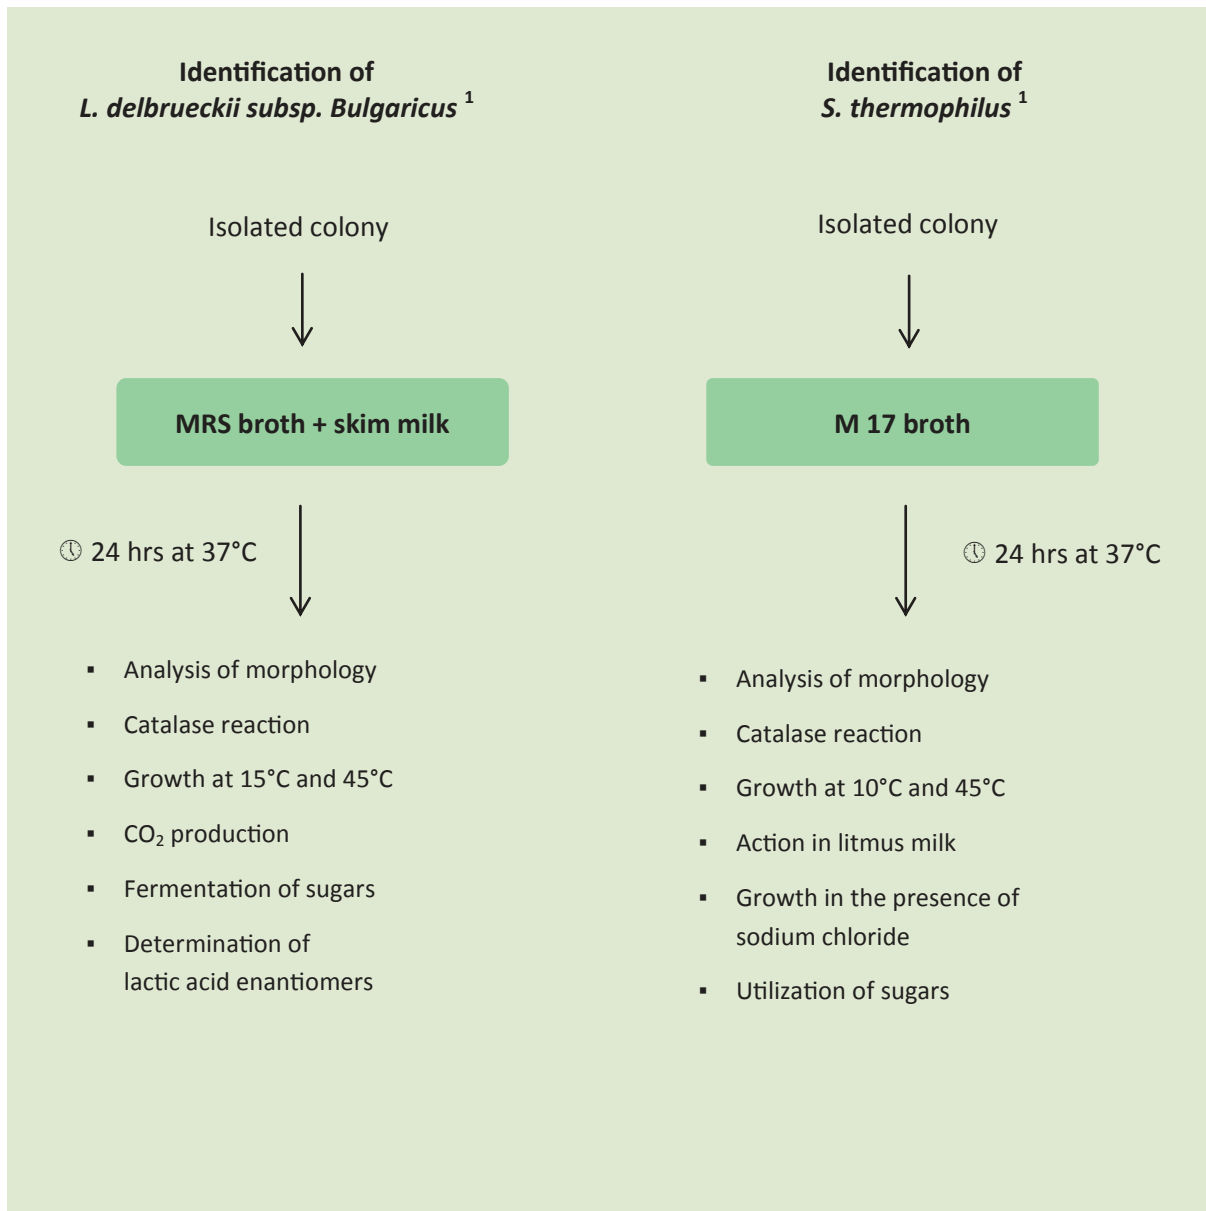 Identification of
L. delbrueckii subsp. Bulgaricus ¹
Isolated colony
MRS broth + skim milk
24 hrs at 37°C
▪ Analysis of morphology
▪ Catalase reaction
▪ Growth at 15°C and 45°C
▪ CO₂ production
▪ Fermentation of sugars
▪ Determination of
lactic acid enantiomers
Identification of
S. thermophilus ¹
Isolated colony
M 17 broth
24 hrs at 37°C
▪ Analysis of morphology
▪ Catalase reaction
▪ Growth at 10°C and 45°C
▪ Action in litmus milk
▪ Growth in the presence of
sodium chloride
▪ Utilization of sugars